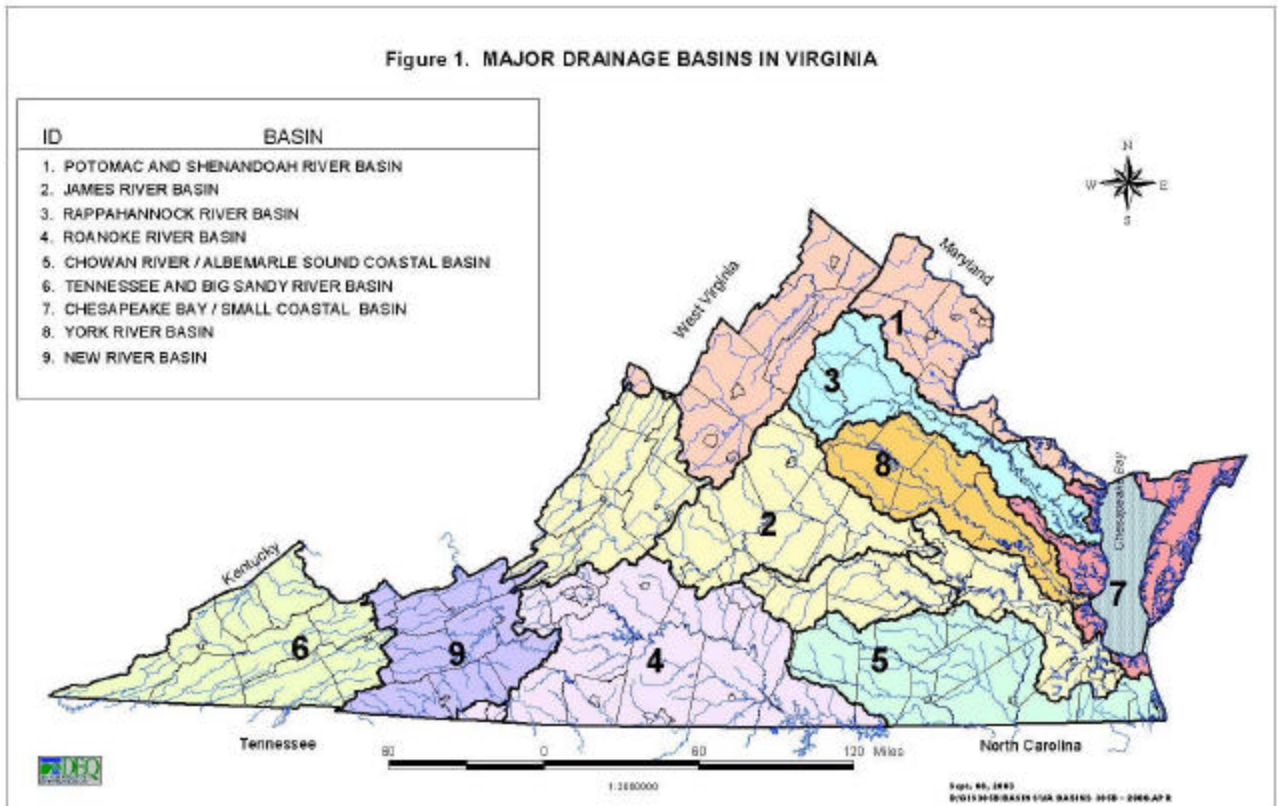 Figure 1. MAJOR DRAINAGE BASINS IN VIRGINIA
ID BASIN
1. POTOMAC AND SHENANDOAH RIVER BASIN
2. JAMES RIVER BASIN
3. RAPPAHANNOCK RIVER BASIN
4. ROANOKE RIVER BASIN
5. CHOWAN RIVER / ALBEMARLE SOUND COASTAL BASIN
6. TENNESSEE AND BIG SANDY RIVER BASIN
7. CHESAPEAKE BAY / SMALL COASTAL BASIN
8. YORK RIVER BASIN
9. NEW RIVER BASIN
N
W E
S
Maryland
West Virginia
1
3
8
Chesapeake Bay
2
Kentucky
7
6
9
4
5
Tennessee
60 0 60 120 Miles
North Carolina
DEQ
Sept. 08, 2003